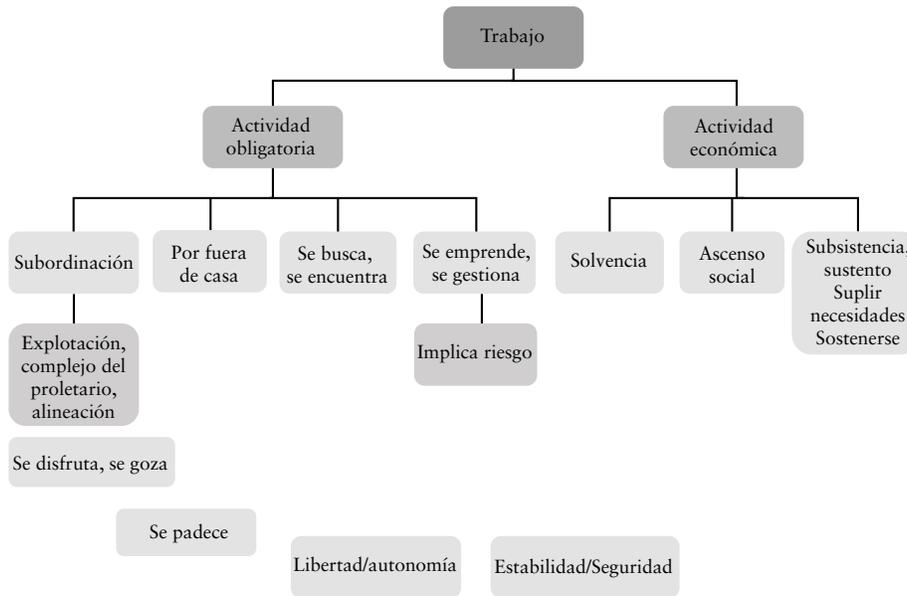 Trabajo
Actividad
obligatoria
Actividad
económica
Subordinación
Por fuera
de casa
Se busca,
se encuentra
Se emprende,
se gestiona
Solvencia
Ascenso
social
Subsistencia,
sustento
Suplir
necesidades
Sostenerse
Explotación,
complejo del
proletario,
alineación
Implica riesgo
Se disfruta, se goza
Se padece
Libertad/autonomía
Estabilidad/Seguridad